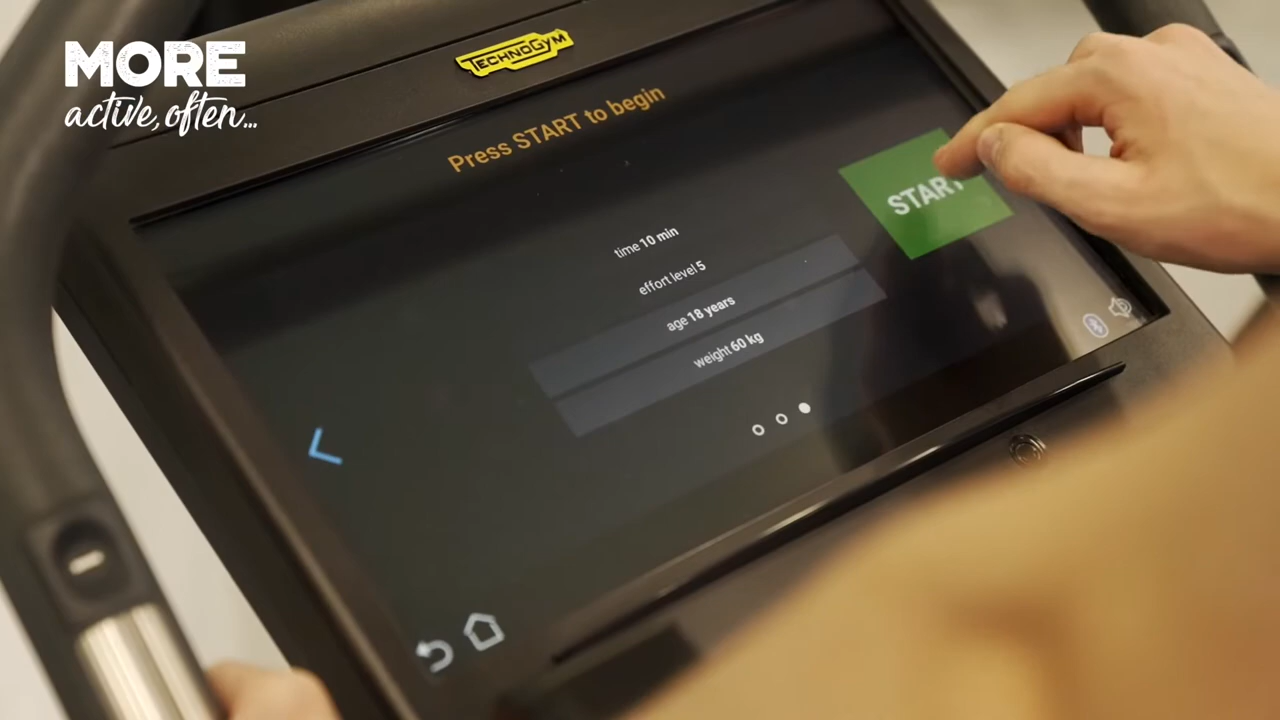 MORE
active, often...
TECHNOGYM
Press START to begin
START
time 10 min
effort level 5
age 18 years
weight 60 kg